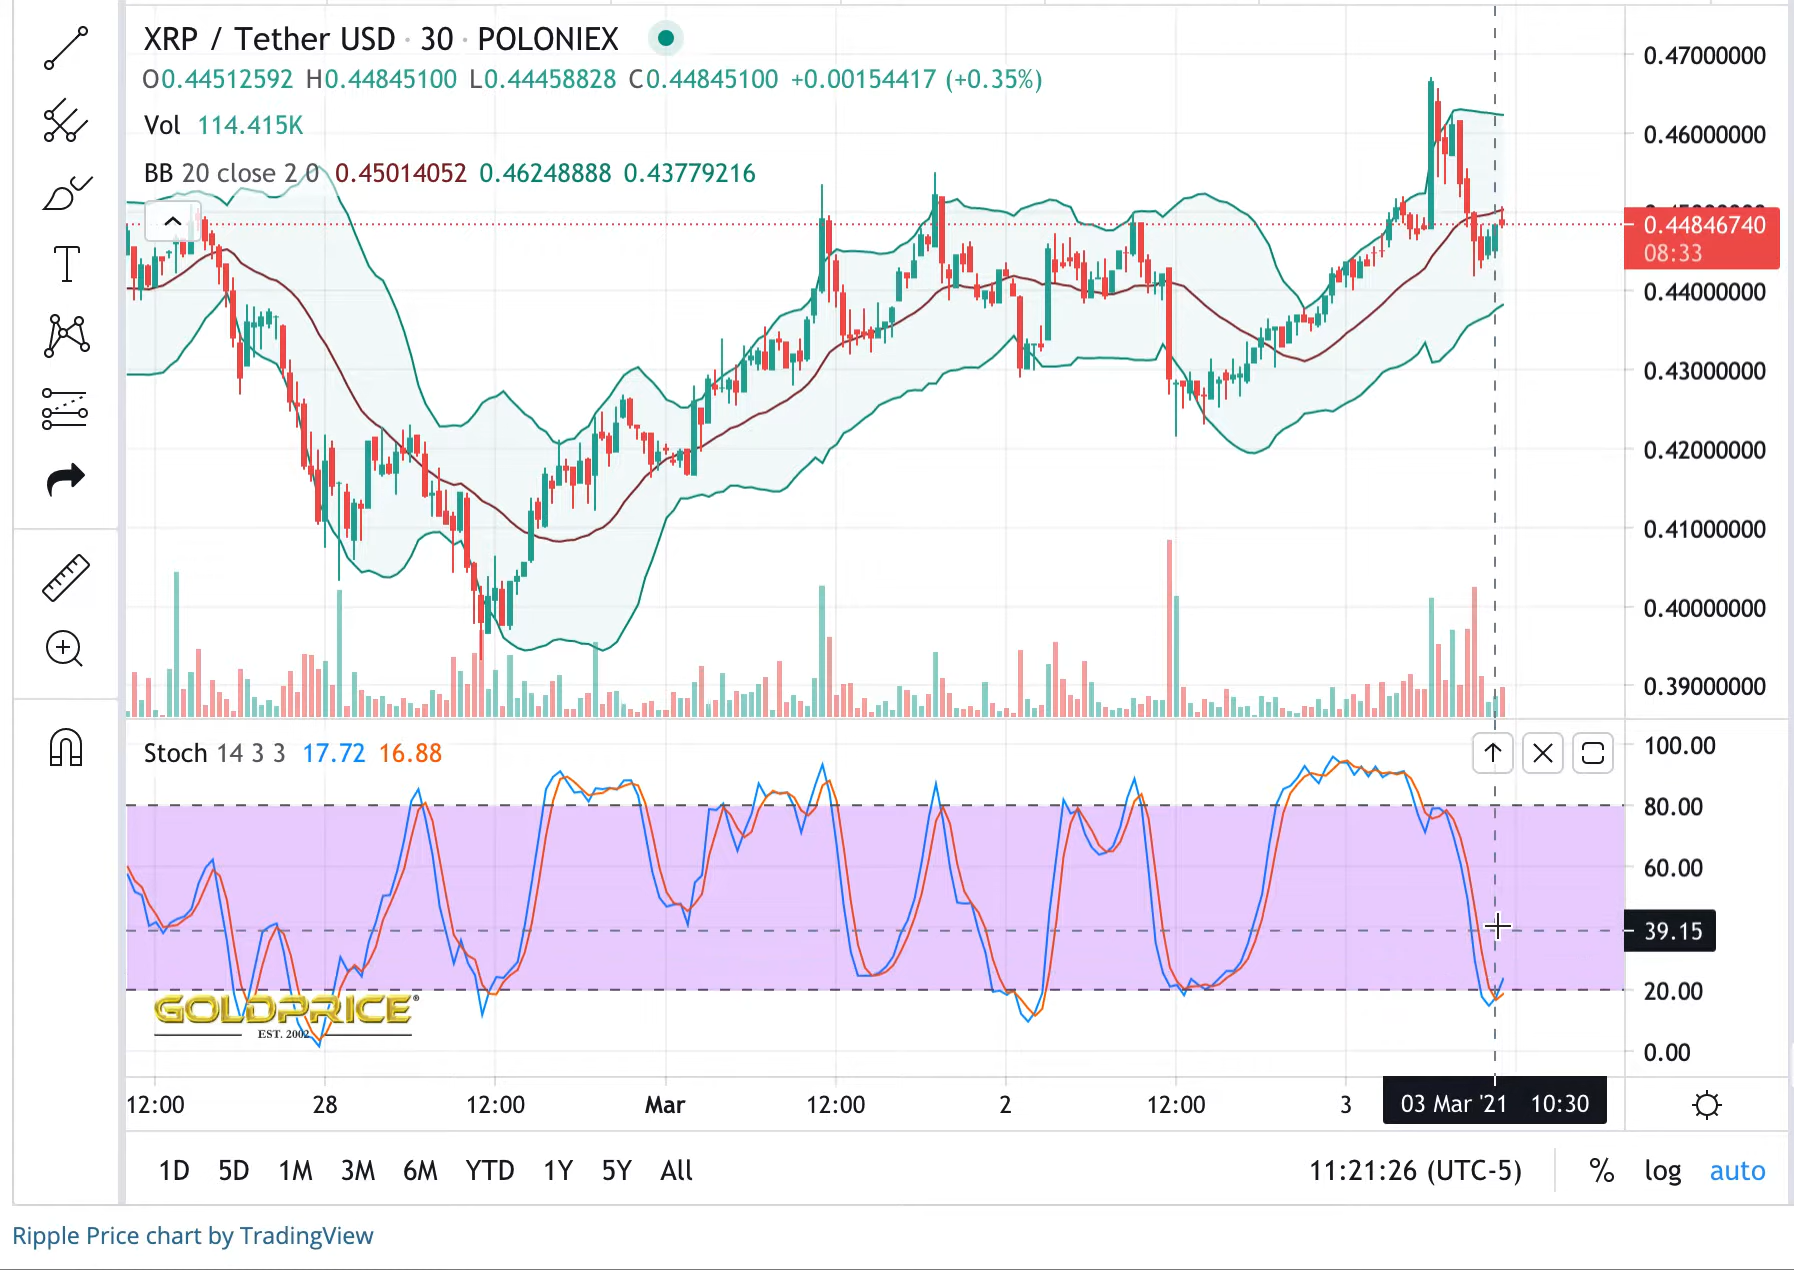 XRP / Tether USD · 30 · POLONIEX
O0.44512592 H0.44845100 L0.44458828 C0.44845100 +0.00154417 (+0.35%)
Vol 114.415K
BB 20 close 2 0 0.45014052 0.46248888 0.43779216
0.47000000
0.46000000
0.44846740
08:33
0.44000000
0.43000000
0.42000000
0.41000000
0.40000000
0.39000000
Stoch 14 3 3 17.72 16.88
100.00
80.00
60.00
39.15
20.00
0.00
GOLDPRICE®
EST. 2002
12:00 28 12:00 Mar 12:00 2 12:00 3 03 Mar '21 10:30
1D 5D 1M 3M 6M YTD 1Y 5Y All 11:21:26 (UTC-5) % log auto
Ripple Price chart by TradingView